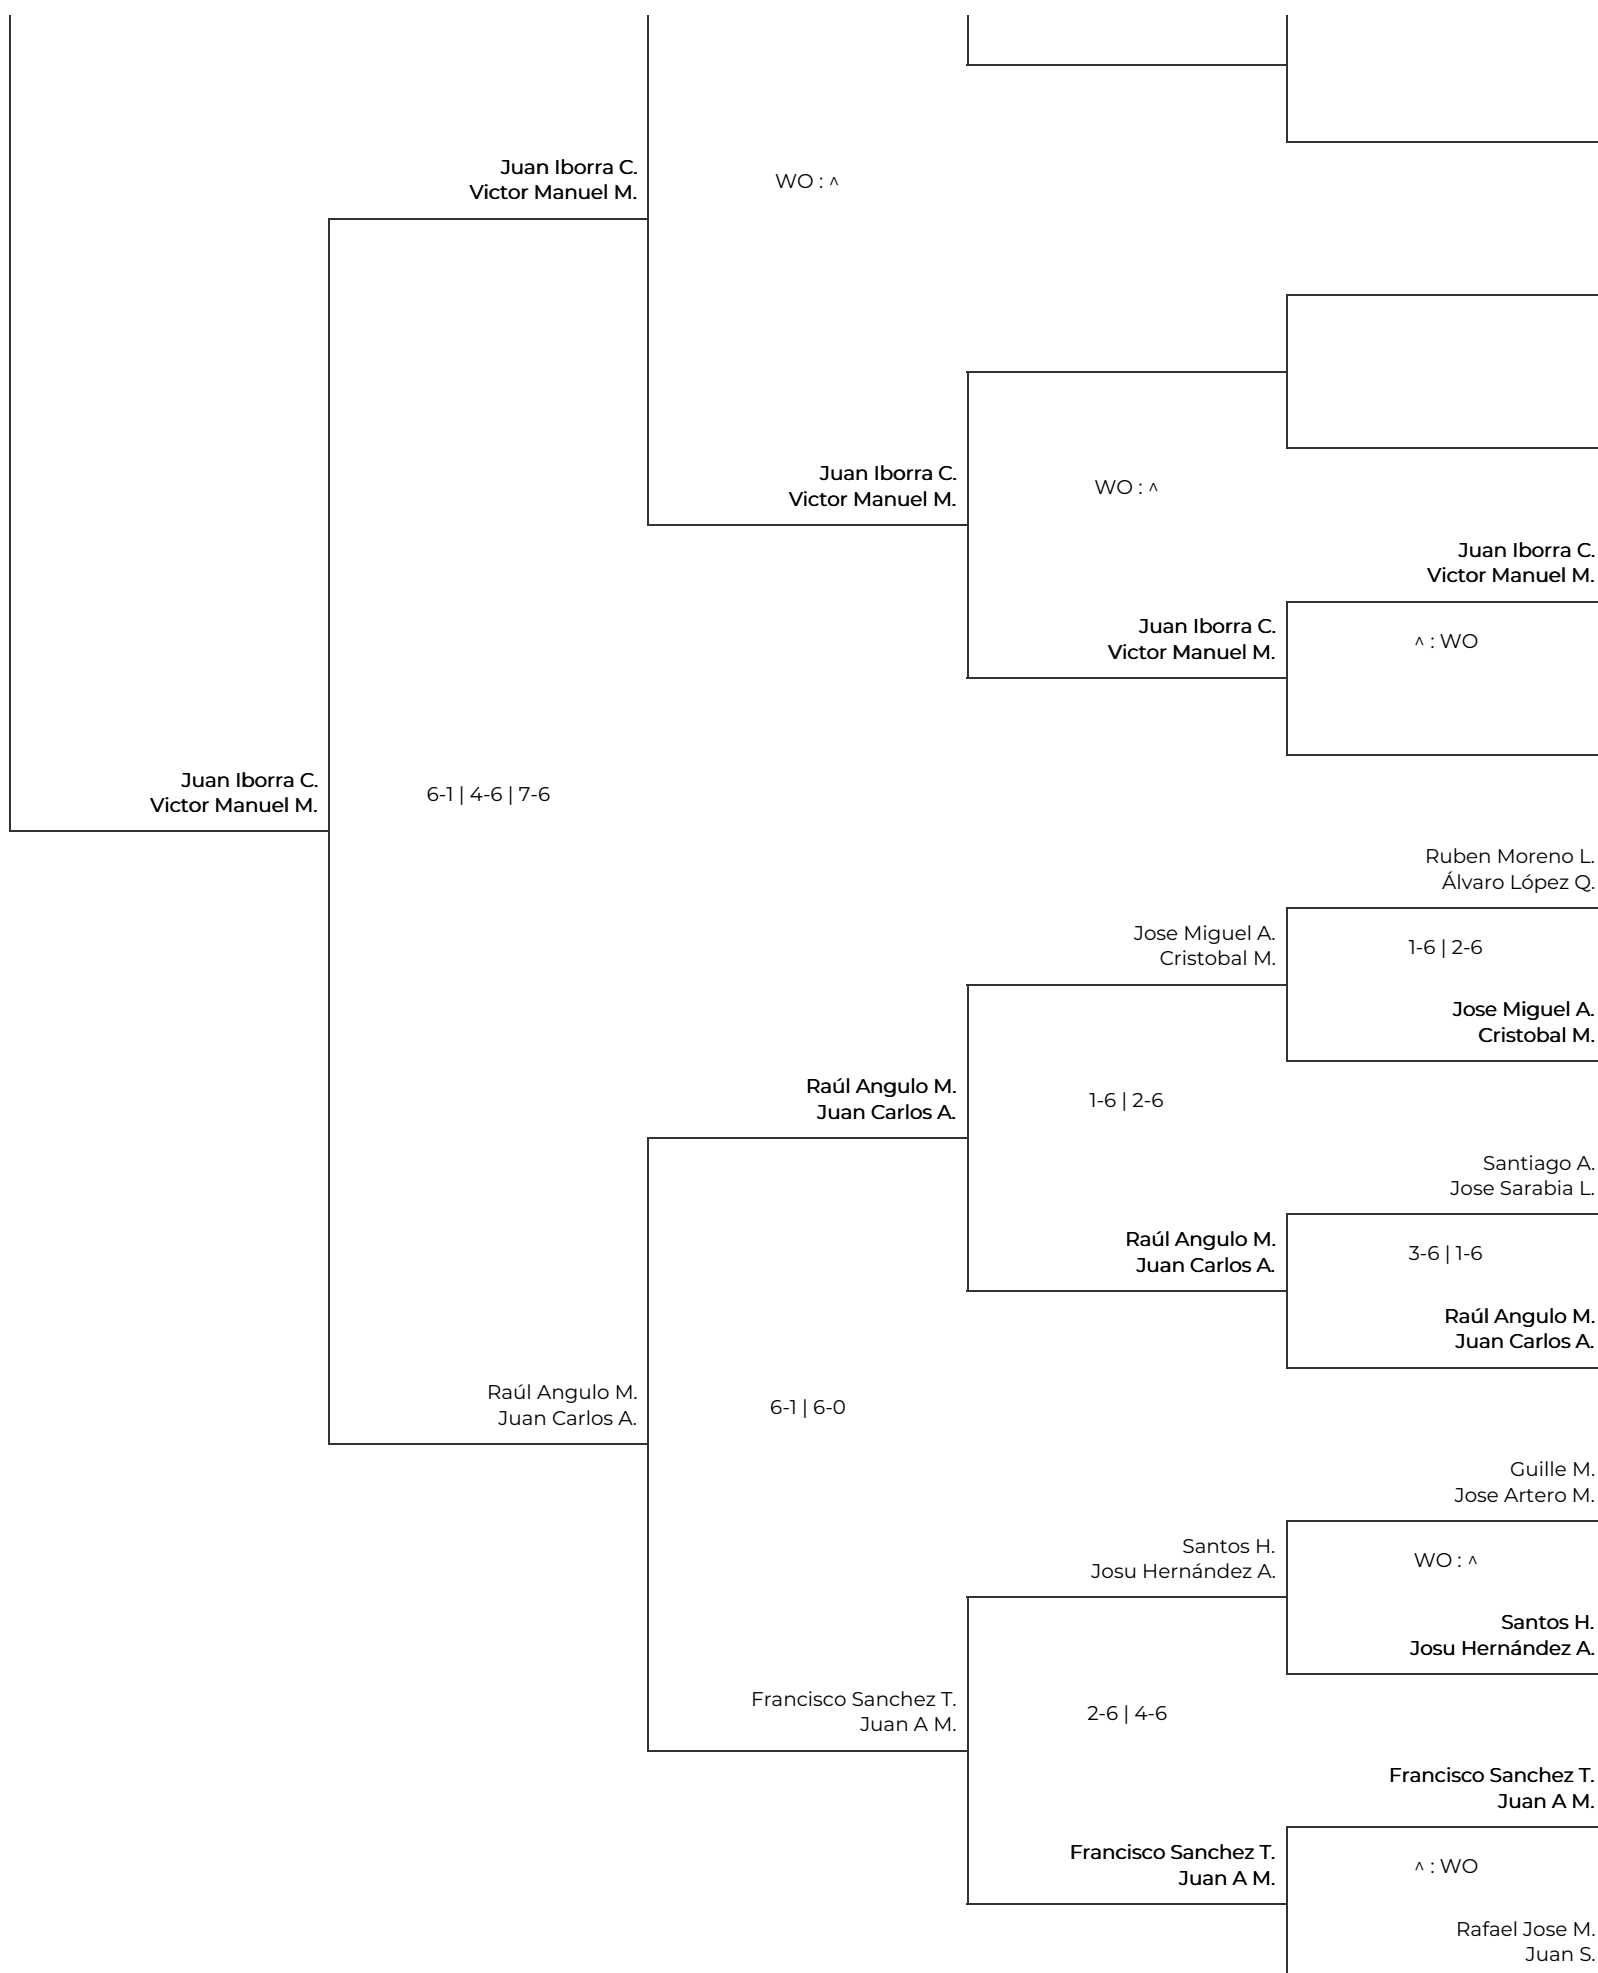 Juan Iborra C.
Victor Manuel M.
WO : ^
Juan Iborra C.
Victor Manuel M.
WO : ^
Juan Iborra C.
Victor Manuel M.
Juan Iborra C.
Victor Manuel M.
^ : WO
Juan Iborra C.
Victor Manuel M.
6-1 | 4-6 | 7-6
Ruben Moreno L.
Álvaro López Q.
Jose Miguel A.
Cristobal M.
1-6 | 2-6
Jose Miguel A.
Cristobal M.
Raúl Angulo M.
Juan Carlos A.
1-6 | 2-6
Santiago A.
Jose Sarabia L.
Raúl Angulo M.
Juan Carlos A.
3-6 | 1-6
Raúl Angulo M.
Juan Carlos A.
Raúl Angulo M.
Juan Carlos A.
6-1 | 6-0
Guille M.
Jose Artero M.
Santos H.
Josu Hernández A.
WO : ^
Santos H.
Josu Hernández A.
Francisco Sanchez T.
Juan A M.
2-6 | 4-6
Francisco Sanchez T.
Juan A M.
Francisco Sanchez T.
Juan A M.
^ : WO
Rafael Jose M.
Juan S.